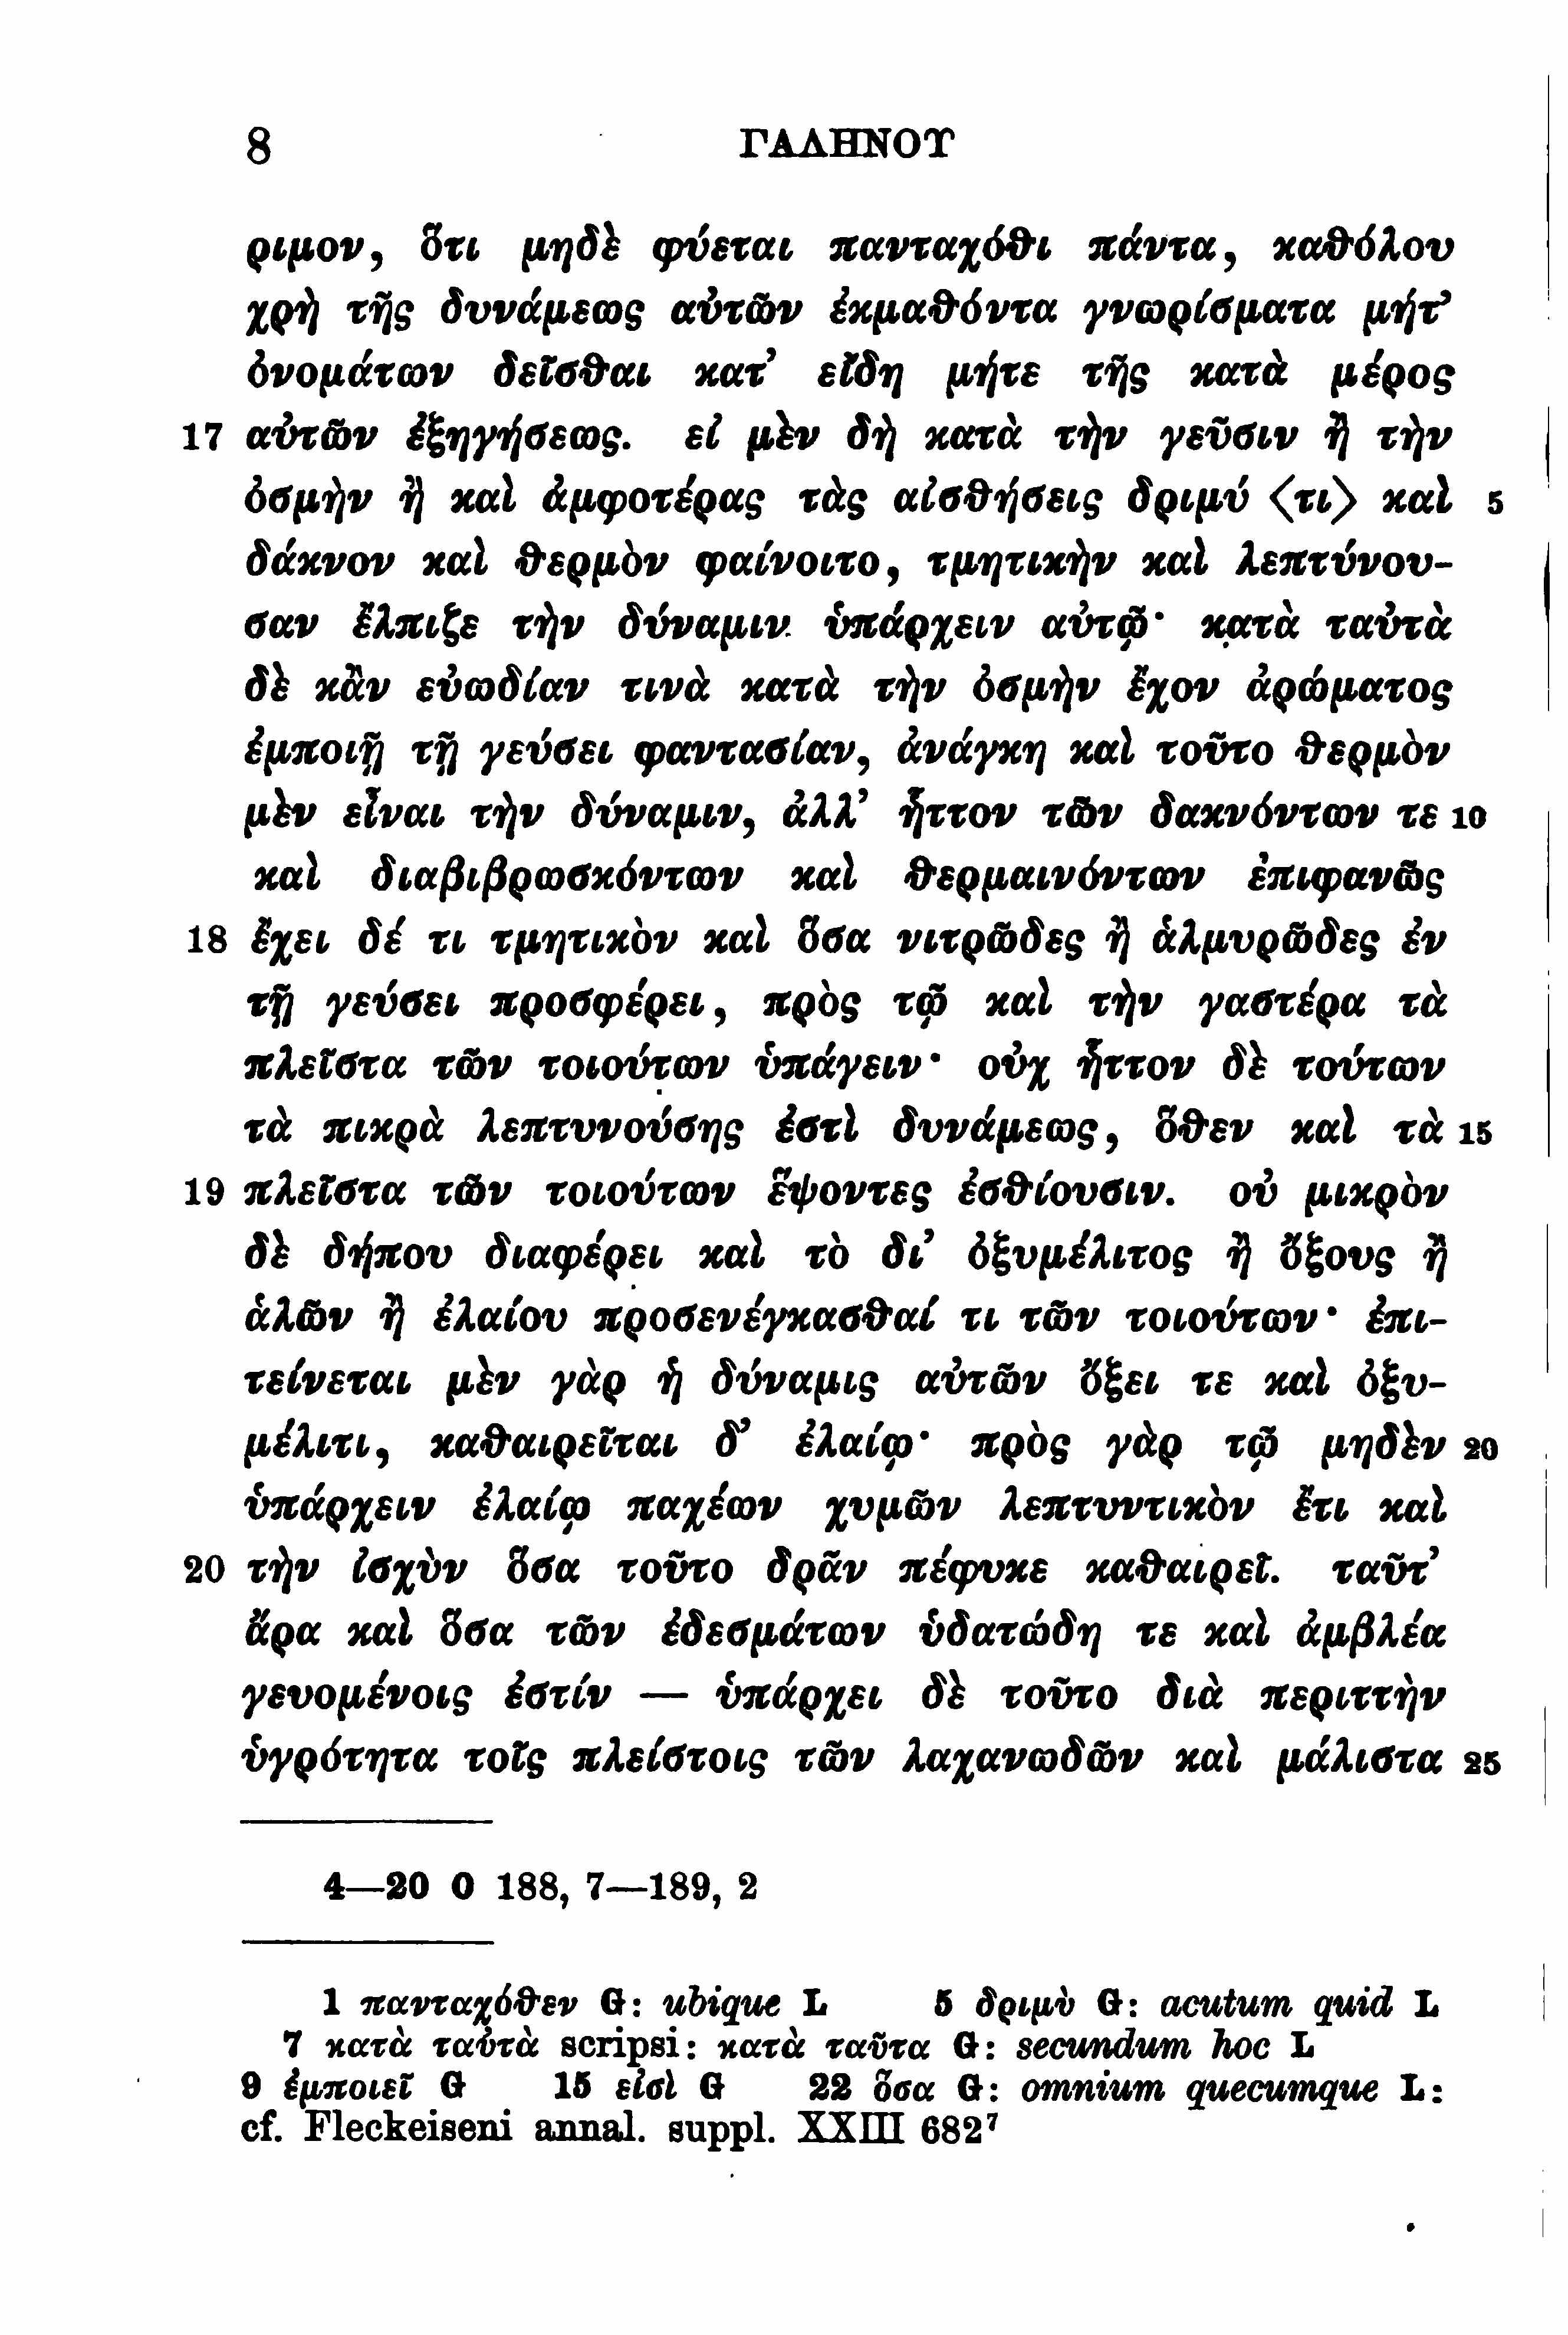 8 ΓΑΛΗΝΟΥ
ριμον, ὅτι μηδὲ φύεται πανταχόθι πάντα, καθόλου
χρὴ τῆς δυνάμεως αὐτῶν ἐκμαθόντα γνωρίσματα μήτ’
ὀνομάτων δεῖσθαι κατ’ εἴδη μήτε τῆς κατὰ μέρος
17 αὐτῶν ἐξηγήσεως. εἰ μὲν δὴ κατὰ τὴν γεῦσιν ἢ τὴν
ὀσμὴν ἢ καὶ ἀμφοτέρας τὰς αἰσθήσεις δριμύ ⟨τι⟩ καὶ 5
δάκνον καὶ θερμὸν φαίνοιτο, τμητικὴν καὶ λεπτύνου-
σαν ἔλπιζε τὴν δύναμιν ὑπάρχειν αὐτῷ· κατὰ ταὐτὰ
δὲ κἂν εὐωδίαν τινὰ κατὰ τὴν ὀσμὴν ἔχον ἀρώματος
ἐμποιῇ τῇ γεύσει φαντασίαν, ἀνάγκη καὶ τοῦτο θερμὸν
μὲν εἶναι τὴν δύναμιν, ἀλλ’ ἧττον τῶν δακνόντων τε 10
καὶ διαβιβρωσκόντων καὶ θερμαινόντων ἐπιφανῶς
18 ἔχει δέ τι τμητικὸν καὶ ὅσα νιτρῶδες ἢ ἁλμυρῶδες ἐν
τῇ γεύσει προσφέρει, πρὸς τῷ καὶ τὴν γαστέρα τὰ
πλεῖστα τῶν τοιούτων ὑπάγειν· οὐχ ἧττον δὲ τούτων
τὰ πικρὰ λεπτυνούσης ἐστὶ δυνάμεως, ὅθεν καὶ τὰ 15
19 πλεῖστα τῶν τοιούτων ἕψοντες ἐσθίουσιν. οὐ μικρὸν
δὲ δήπου διαφέρει καὶ τὸ δι’ ὀξυμέλιτος ἢ ὄξους ἢ
ἁλῶν ἢ ἐλαίου προσενέγκασθαί τι τῶν τοιούτων· ἐπι-
τείνεται μὲν γὰρ ἡ δύναμις αὐτῶν ὄξει τε καὶ ὀξυ-
μέλιτι, καθαιρεῖται δ’ ἐλαίῳ· πρὸς γὰρ τῷ μηδὲν 20
ὑπάρχειν ἐλαίῳ παχέων χυμῶν λεπτυντικὸν ἔτι καὶ
20 τὴν ἰσχὺν ὅσα τοῦτο δρᾶν πέφυκε καθαιρεῖ. ταῦτ’
ἄρα καὶ ὅσα τῶν ἐδεσμάτων ὑδατώδη τε καὶ ἀμβλέα
γευομένοις ἐστίν — ὑπάρχει δὲ τοῦτο διὰ περιττὴν
ὑγρότητα τοῖς πλείστοις τῶν λαχανωδῶν καὶ μάλιστα 25
4—20 O 188, 7—189, 2
1 πανταχόθεν G: ubique L 5 δριμὺ G: acutum quid L
7 κατὰ ταὐτὰ scripsi: κατὰ ταῦτα G: secundum hoc L
9 ἐμποιεῖ G 15 εἰσὶ G 22 ὅσα G: omnium quecumque L:
cf. Fleckeiseni annal. suppl. XXIII 682⁷